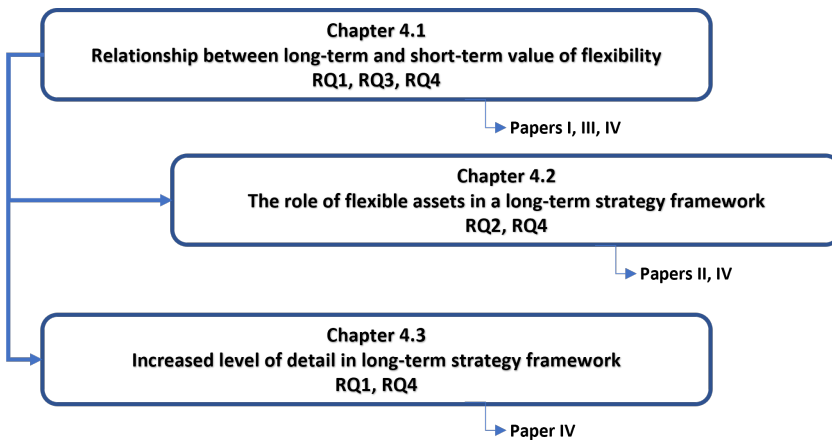 Chapter 4.1
Relationship between long-term and short-term value of flexibility
RQ1, RQ3, RQ4
Papers I, III, IV
Chapter 4.2
The role of flexible assets in a long-term strategy framework
RQ2, RQ4
Papers II, IV
Chapter 4.3
Increased level of detail in long-term strategy framework
RQ1, RQ4
Paper IV